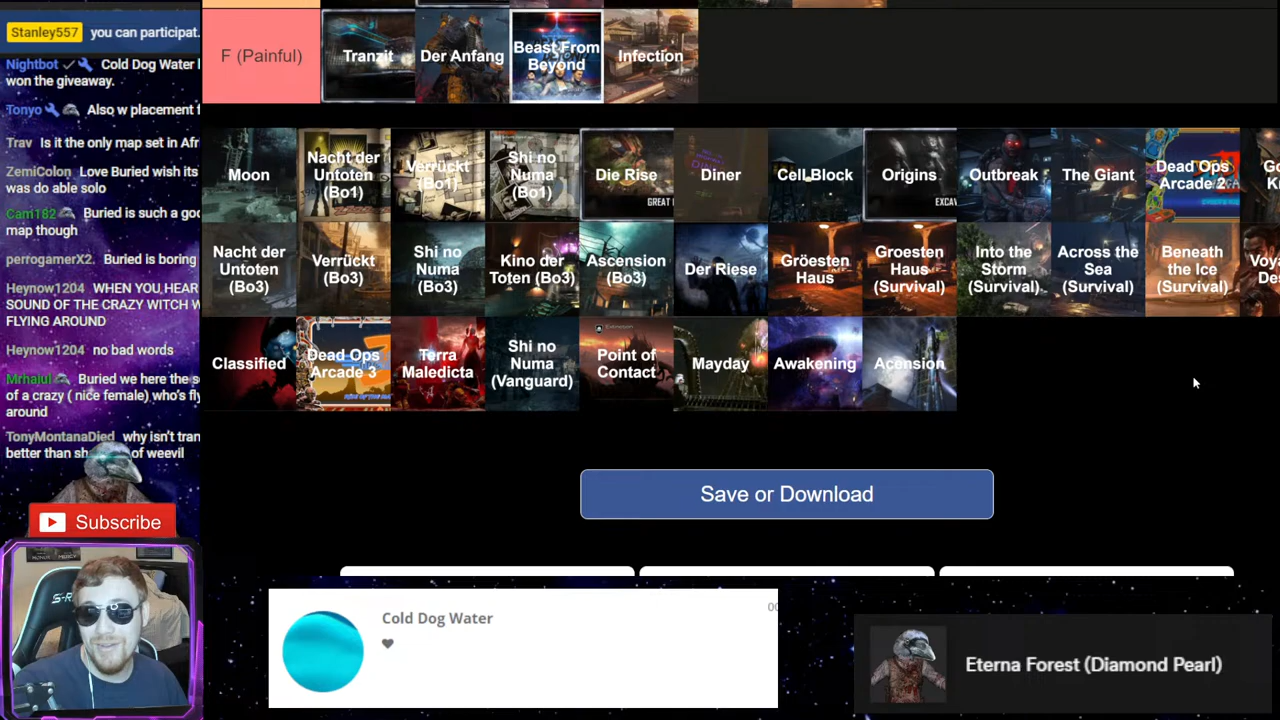 Stanley557 you can participat.
Nightbot Cold Dog Water
won the giveaway.
Tonyo Also w placement f
Trav Is it the only map set in Afr
ZemiColon Love Buried wish its
was do able solo
Cam182 Buried is such a goo
map though
perrogamerX2. Buried is boring
Heynow1204 WHEN YOU HEAR
SOUND OF THE CRAZY WITCH W
FLYING AROUND
Heynow1204 no bad words
Mrhajul Buried we here the s
of a crazy ( nice female) who's fly
around
TonyMontanaDied why isn't tran
better than sh of weevil
Subscribe
F (Painful)
Tranzit
Der Anfang
Beast From
Beyond
Infection
Moon
Nacht der
Untoten
(Bo1)
Verrückt
(Bo1)
Shi no
Numa
(Bo1)
Die Rise
GREAT
Diner
DINER
Cell Block
Origins
EXCAV
Outbreak
The Giant
Dead Ops
Arcade 2
Nacht der
Untoten
(Bo3)
Verrückt
(Bo3)
Shi no
Numa
(Bo3)
Kino der
Toten (Bo3)
Ascension
(Bo3)
Der Riese
Gröesten
Haus
Groesten
Haus
(Survival)
Into the
Storm
(Survival)
Across the
Sea
(Survival)
Beneath
the Ice
(Survival)
Voya
Des
Classified
Dead Ops
Arcade 3
Terra
Maledicta
Shi no
Numa
(Vanguard)
Point of
Contact
Mayday
Awakening
Acension
Save or Download
Cold Dog Water
Eterna Forest (Diamond Pearl)